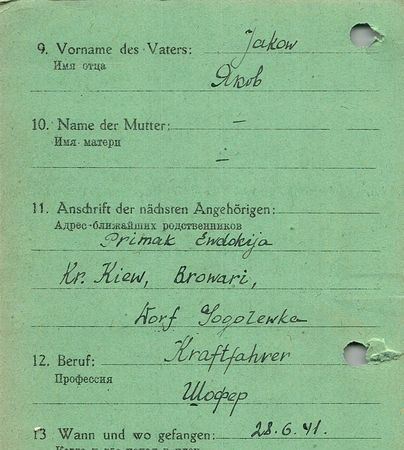 9. Vorname des Vaters: Jakow
Имя отца
Яков
10. Name der Mutter: —
Имя матери
—
11. Anschrift der nächsten Angehörigen:
Адрес ближайших родственников
Primak Ewdokija
Kr. Kiew, Browari,
Dorf Gogolewka
12. Beruf: Kraftfahrer
Профессия
Шофер
13 Wann und wo gefangen: 28.6.41.